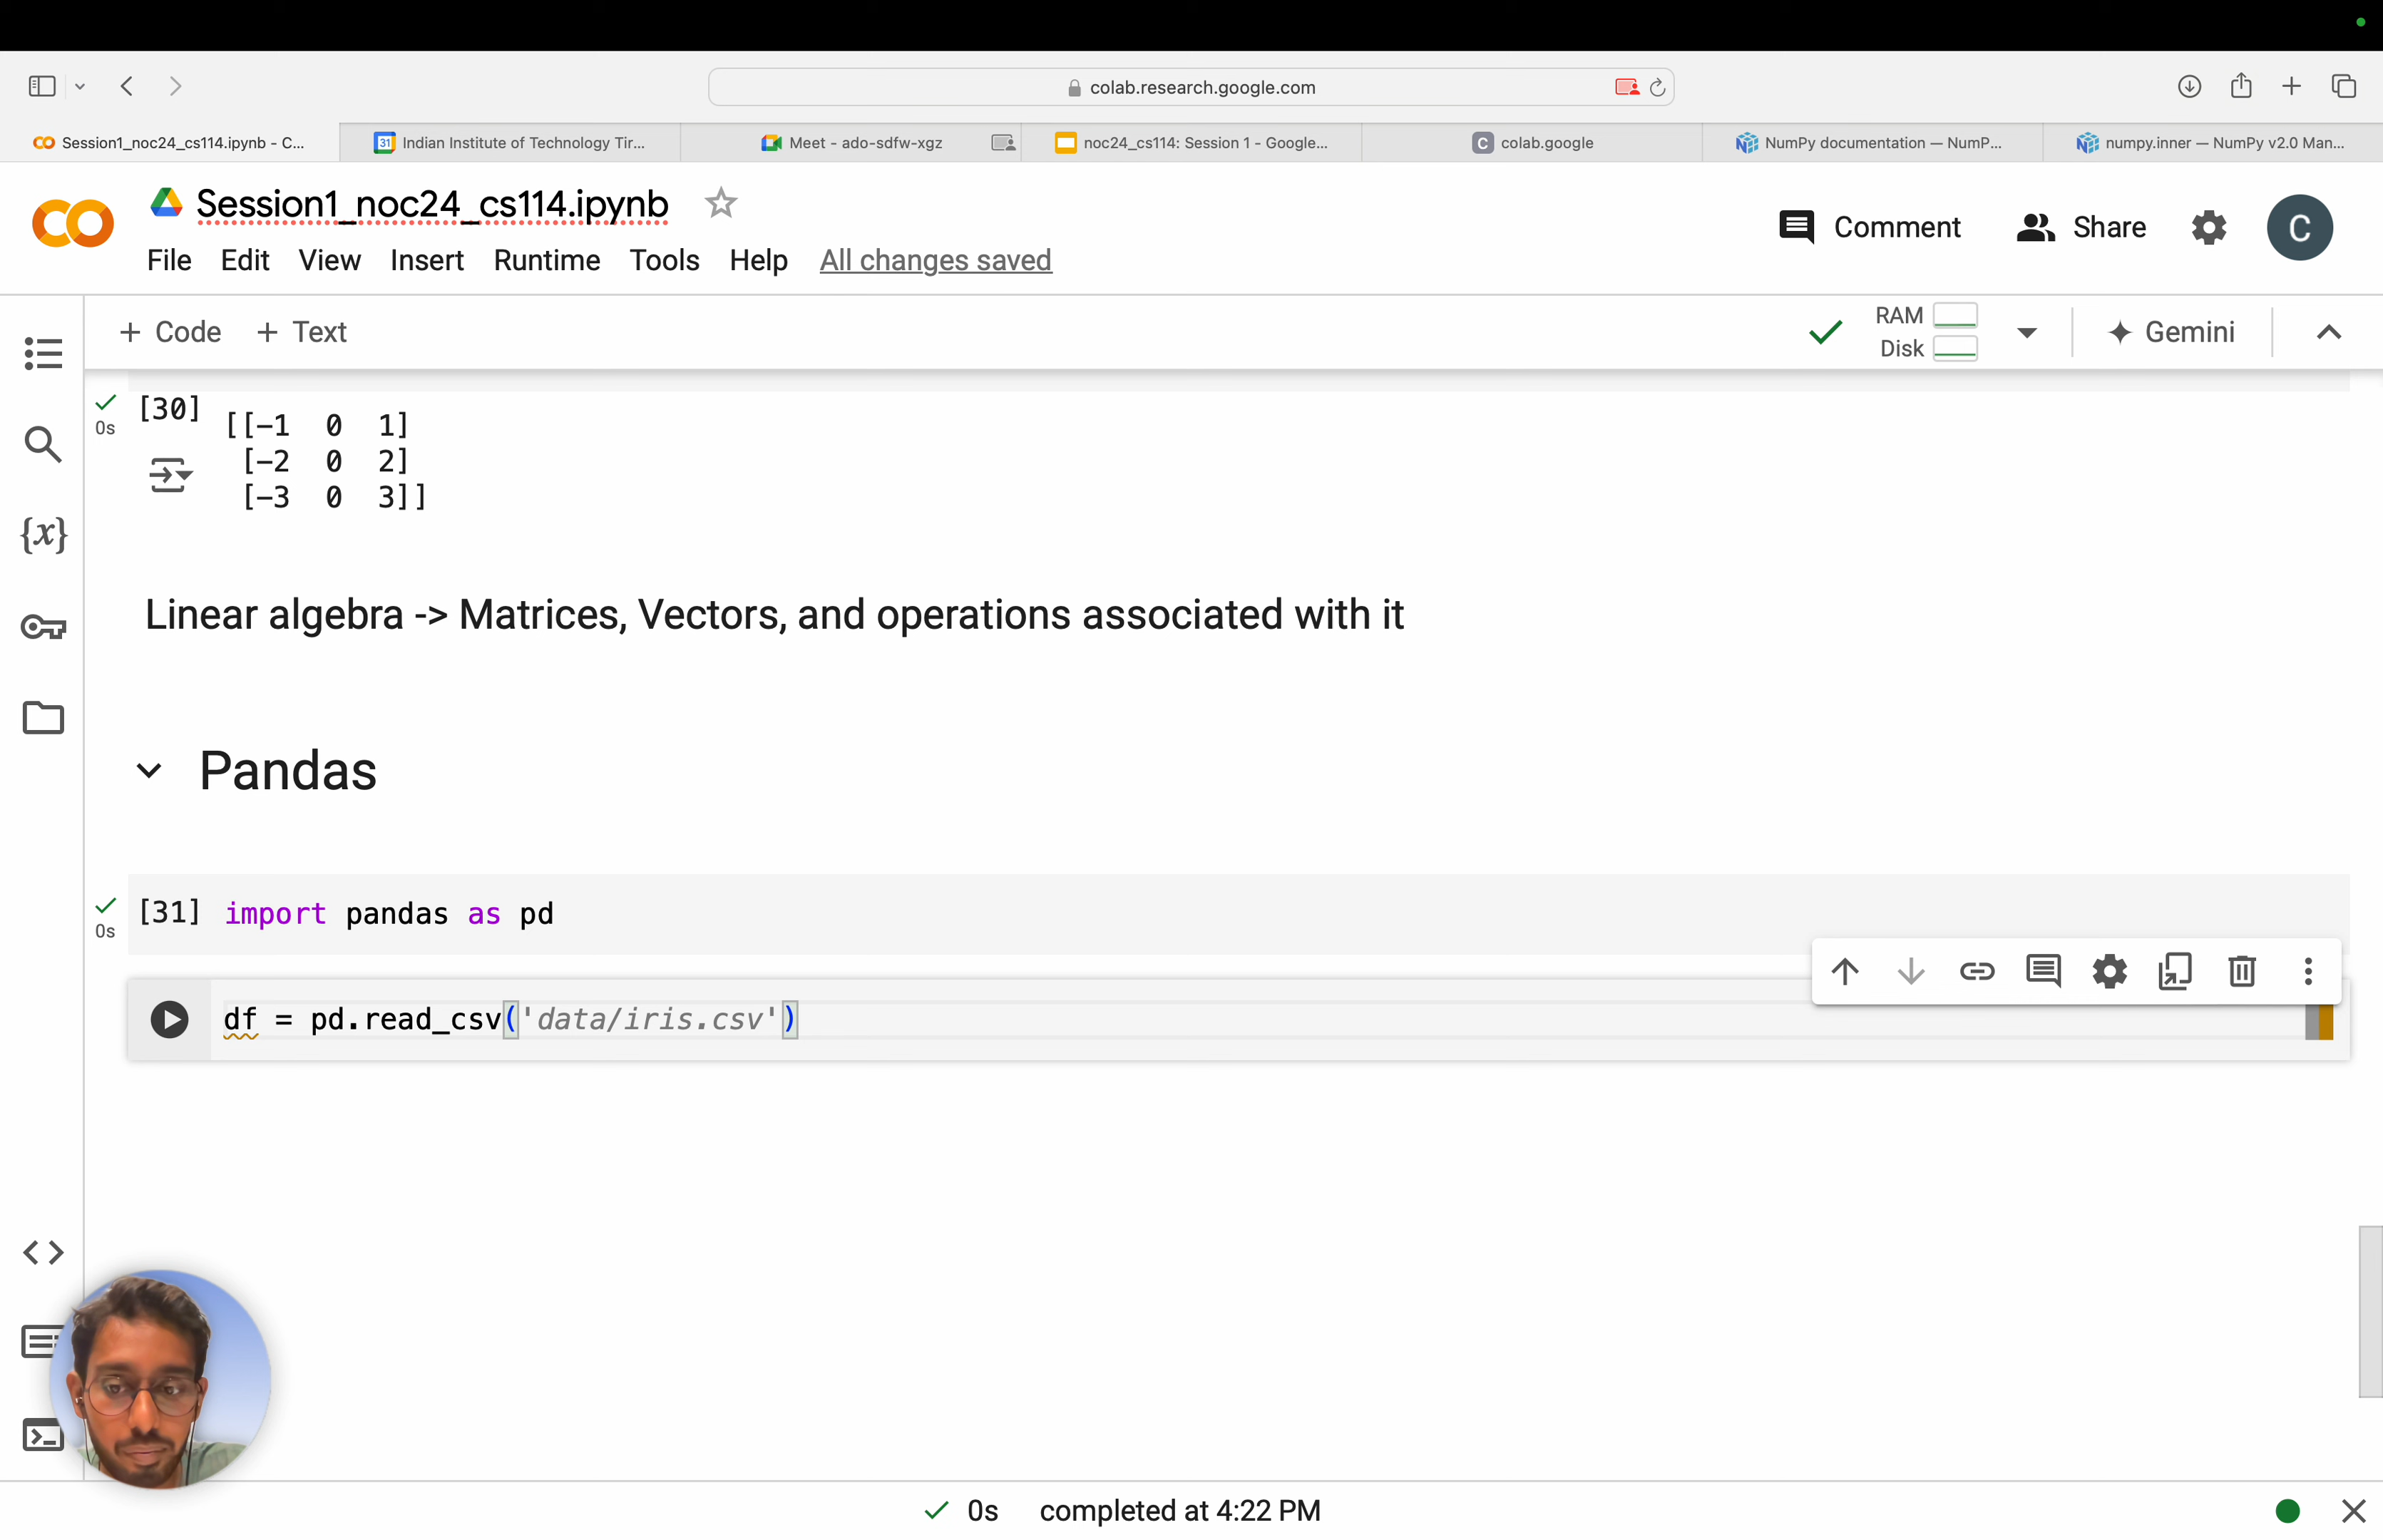 colab.research.google.com
Session1_noc24_cs114.ipynb - C...
31 Indian Institute of Technology Tir...
Meet - ado-sdfw-xgz
noc24_cs114: Session 1 - Google...
C colab.google
NumPy documentation — NumP...
numpy.inner — NumPy v2.0 Man...
Session1_noc24_cs114.ipynb
Comment
Share
C
File Edit View Insert Runtime Tools Help All changes saved
+ Code + Text
RAM
Disk
Gemini
[30] [[-1 0 1]
0s
[-2 0 2]
[-3 0 3]]
{x}
Linear algebra -> Matrices, Vectors, and operations associated with it
Pandas
[31] import pandas as pd
0s
df = pd.read_csv('data/iris.csv')
0s completed at 4:22 PM